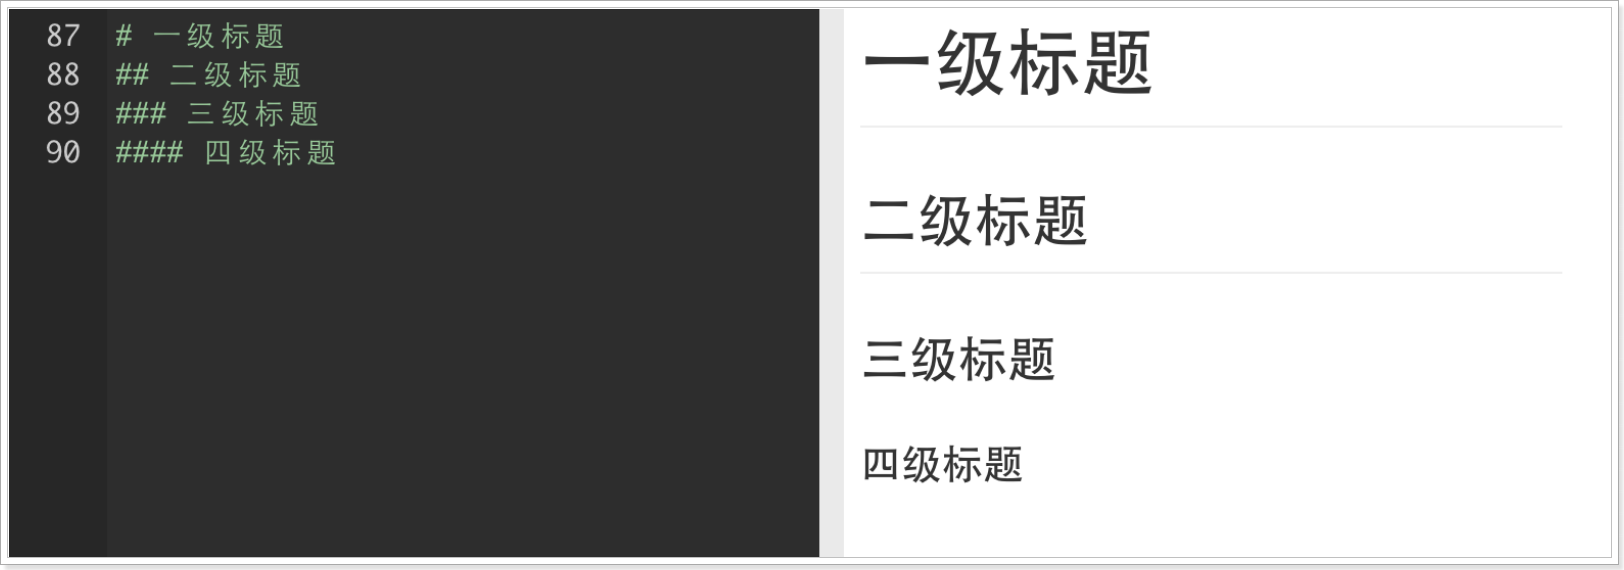 87 # 一级标题
88 ## 二级标题
89 ### 三级标题
90 #### 四级标题
一级标题
二级标题
三级标题
四级标题